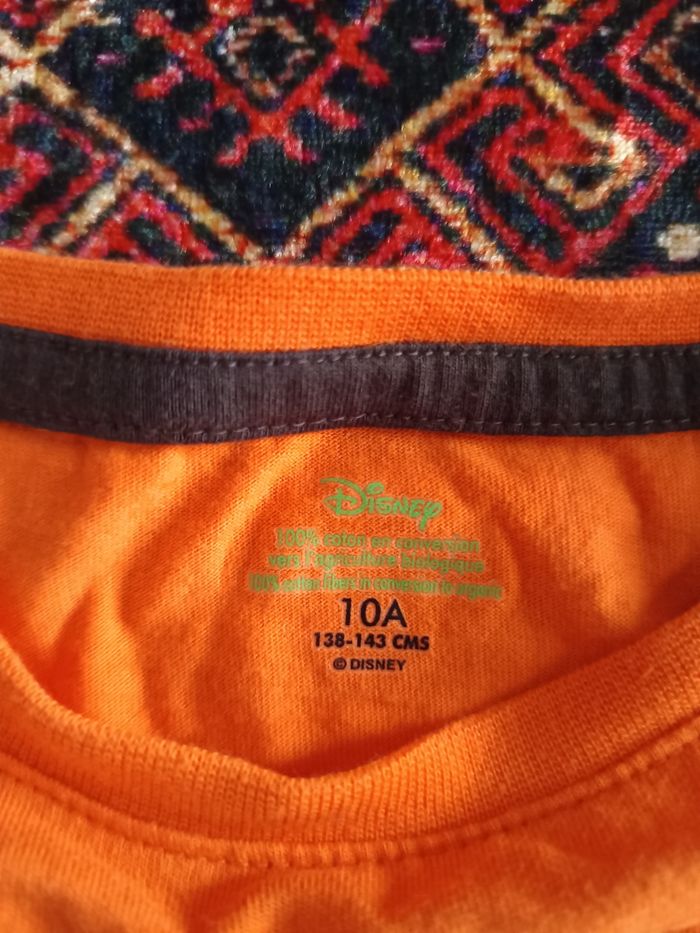 Disney
100% coton en conversion
vers l'agriculture biologique
100% cotton fibers in conversion to organic
10A
138-143 CMS
© DISNEY